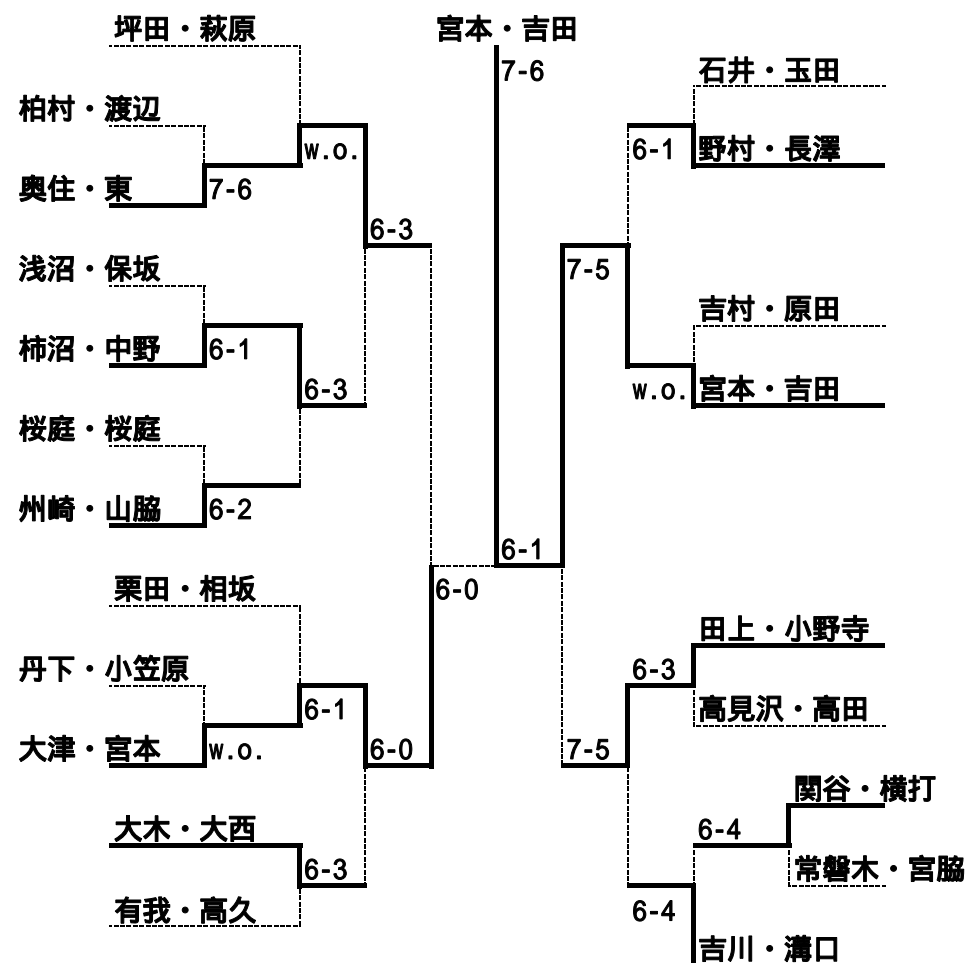 坪田・萩原
柏村・渡辺
w.o.
奥住・東
7-6
6-3
浅沼・保坂
柿沼・中野
6-1
6-3
桜庭・桜庭
州崎・山脇
6-2
栗田・相坂
6-0
丹下・小笠原
6-1
大津・宮本
w.o.
6-0
大木・大西
6-3
有我・高久
宮本・吉田
7-6
6-1
石井・玉田
6-1
野村・長澤
7-5
吉村・原田
w.o.
宮本・吉田
田上・小野寺
6-3
高見沢・高田
7-5
関谷・横打
6-4
常磐木・宮脇
6-4
吉川・溝口